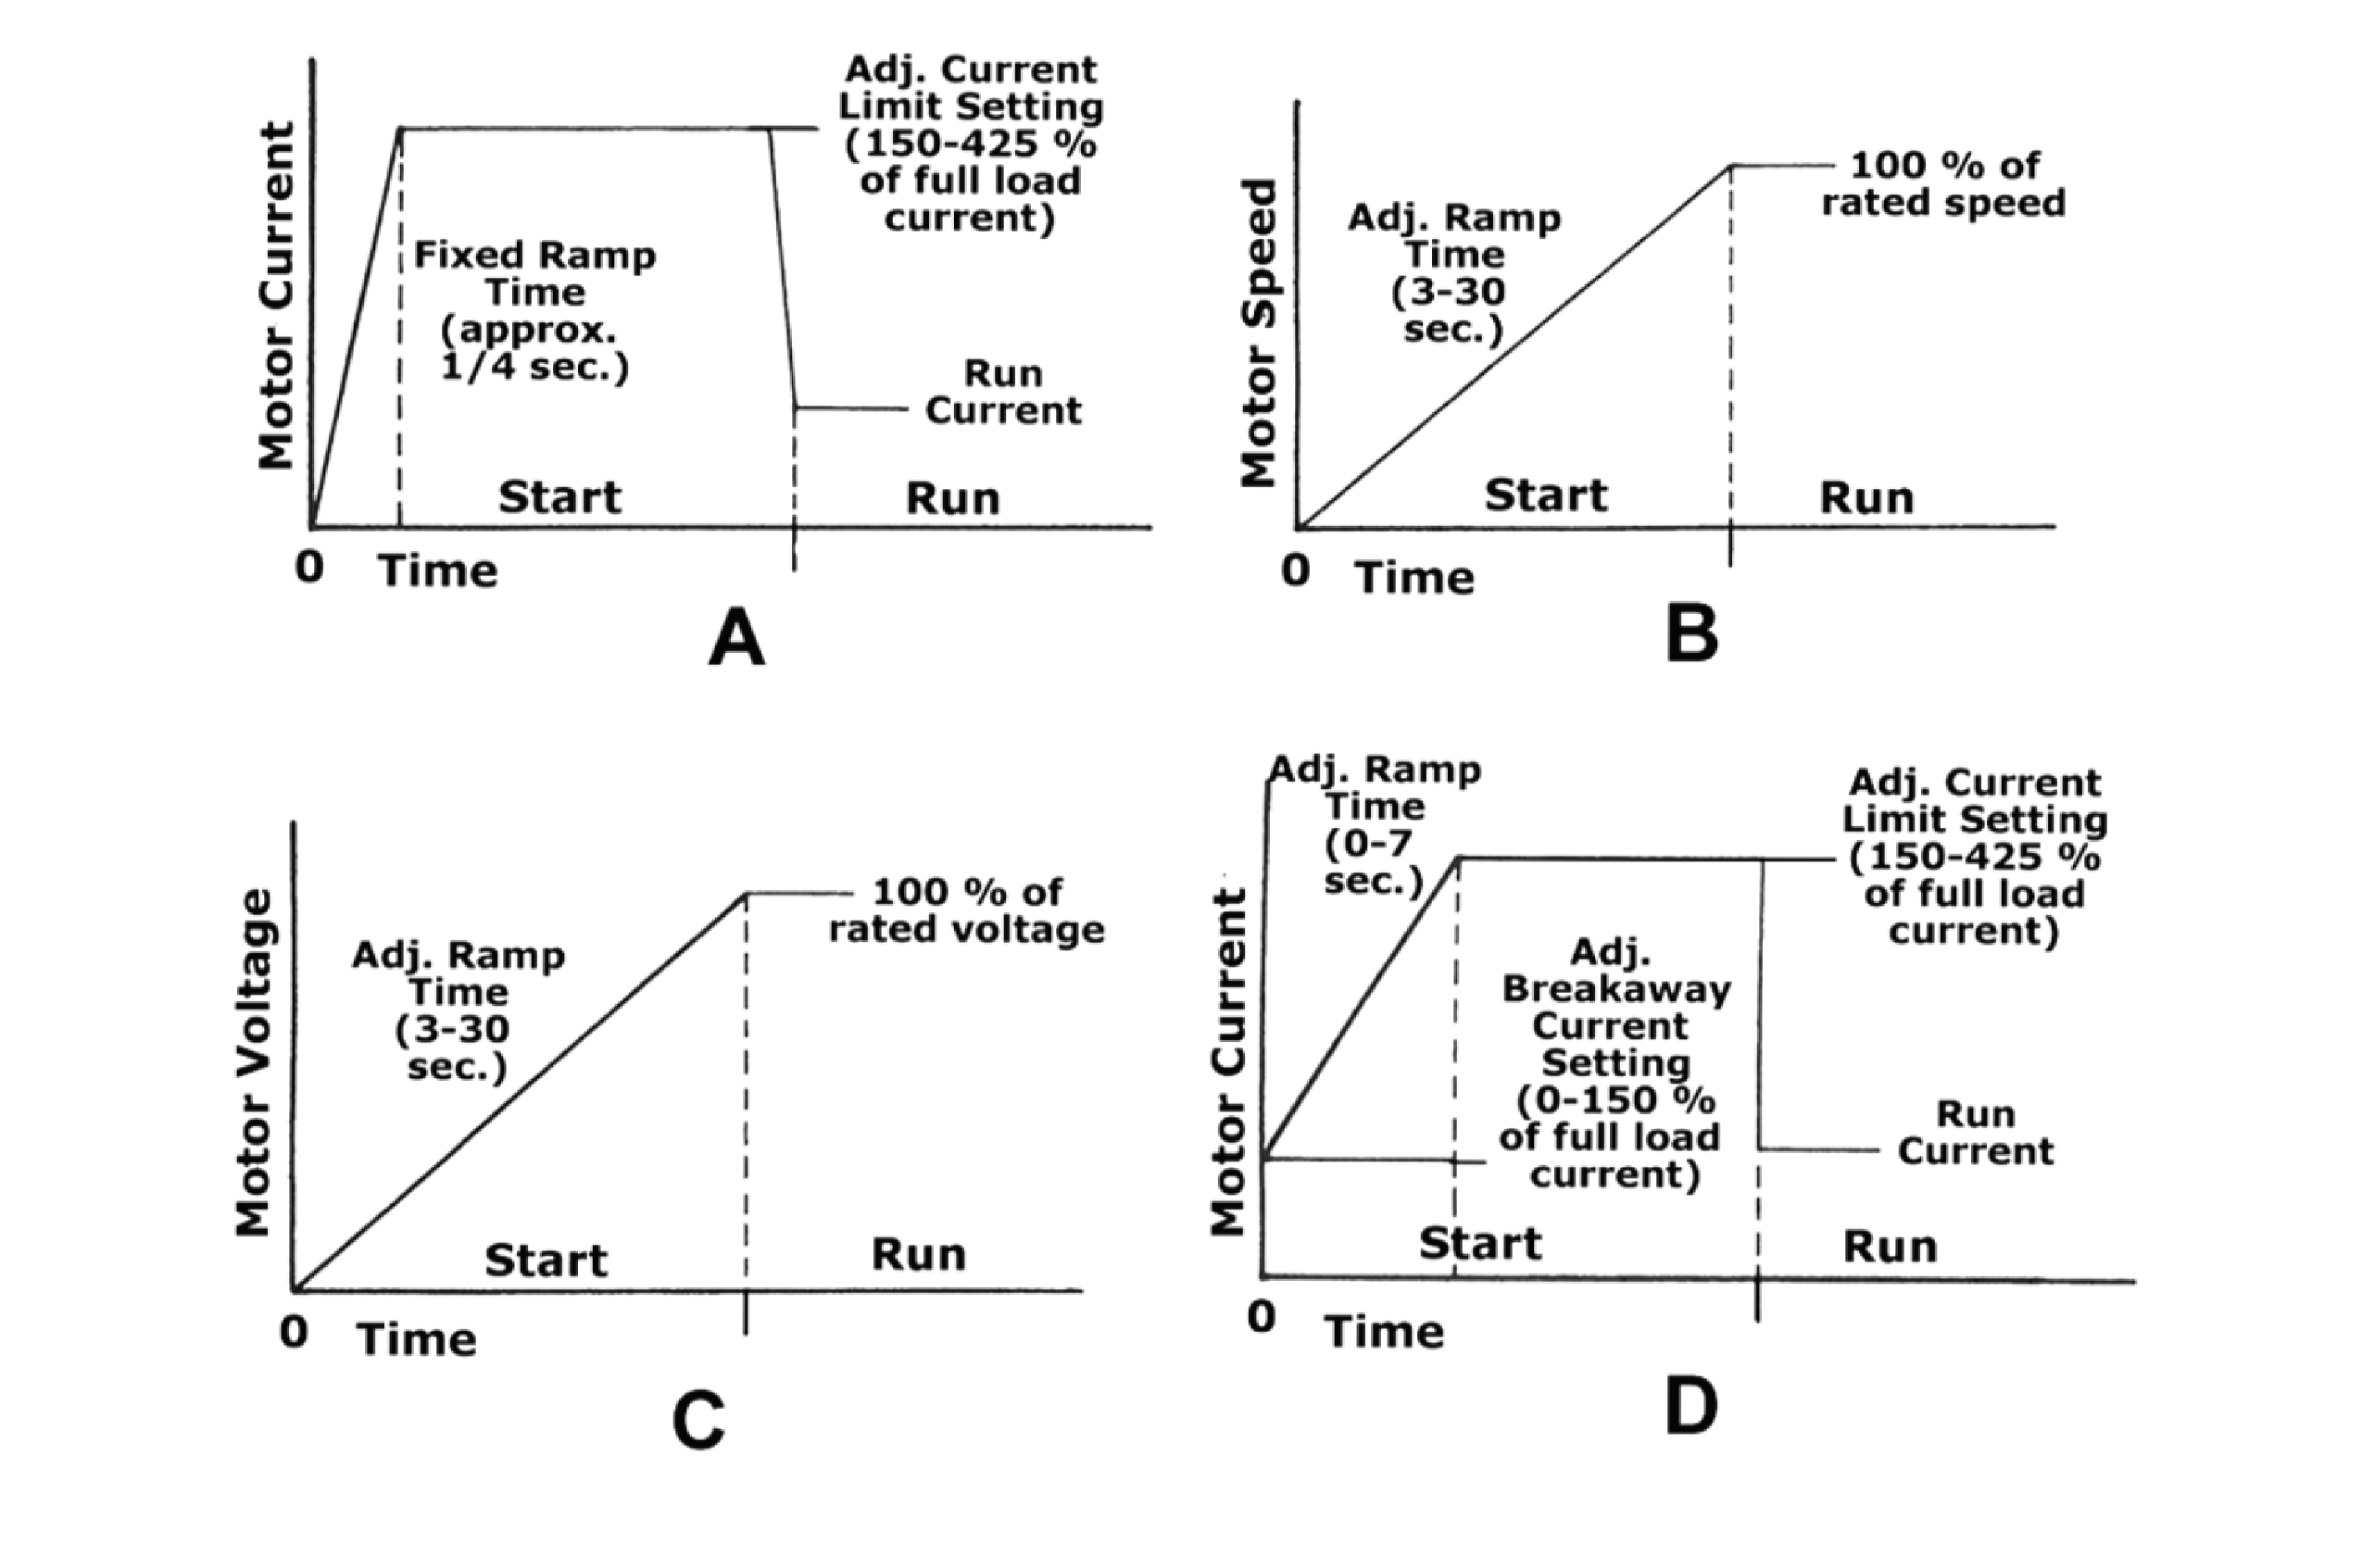 Motor Current
Adj. Current
Limit Setting
(150-425 %
of full load
current)
Fixed Ramp
Time
(approx.
1/4 sec.)
Run
Current
Start
Run
0
Time
A
Motor Speed
Adj. Ramp
Time
(3-30
sec.)
100 % of
rated speed
Start
Run
0
Time
B
Motor Voltage
Adj. Ramp
Time
(3-30
sec.)
100 % of
rated voltage
Start
Run
0
Time
C
Motor Current
Adj. Ramp
Time
(0-7
sec.)
Adj. Current
Limit Setting
(150-425 %
of full load
current)
Adj.
Breakaway
Current
Setting
(0-150 %
of full load
current)
Run
Current
Start
Run
0
Time
D